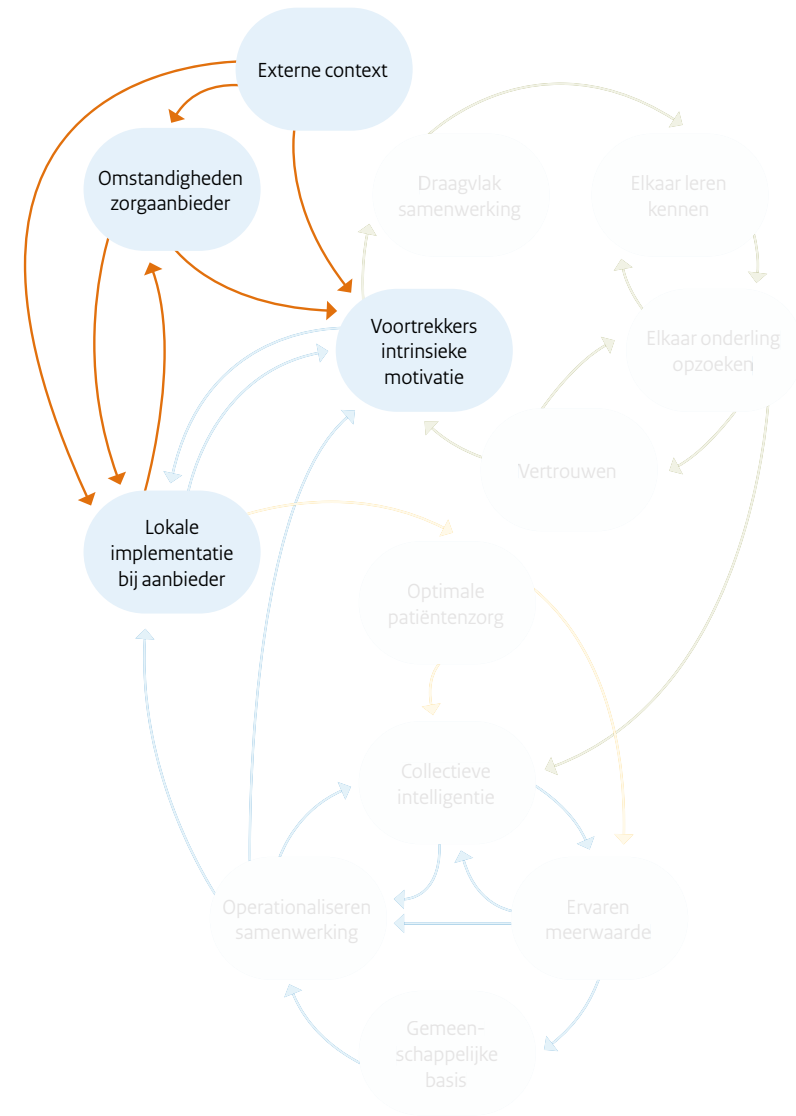 Externe context
Omstandigheden
zorgaanbieder
Draagvlak
samenwerking
Elkaar leren
kennen
Voortrekkers
intrinsieke
motivatie
Elkaar onderling
opzoeken
Vertrouwen
Lokale
implementatie
bij aanbieder
Optimale
patiëntenzorg
Collectieve
intelligentie
Operationaliseren
samenwerking
Ervaren
meerwaarde
Gemeen-
schappelijke
basis